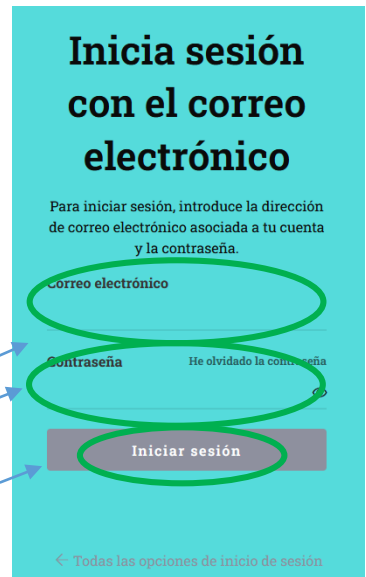 Inicia sesión
con el correo
electrónico
Para iniciar sesión, introduce la dirección
de correo electrónico asociada a tu cuenta
y la contraseña.
Correo electrónico
Contraseña He olvidado la contraseña
Iniciar sesión
← Todas las opciones de inicio de sesión